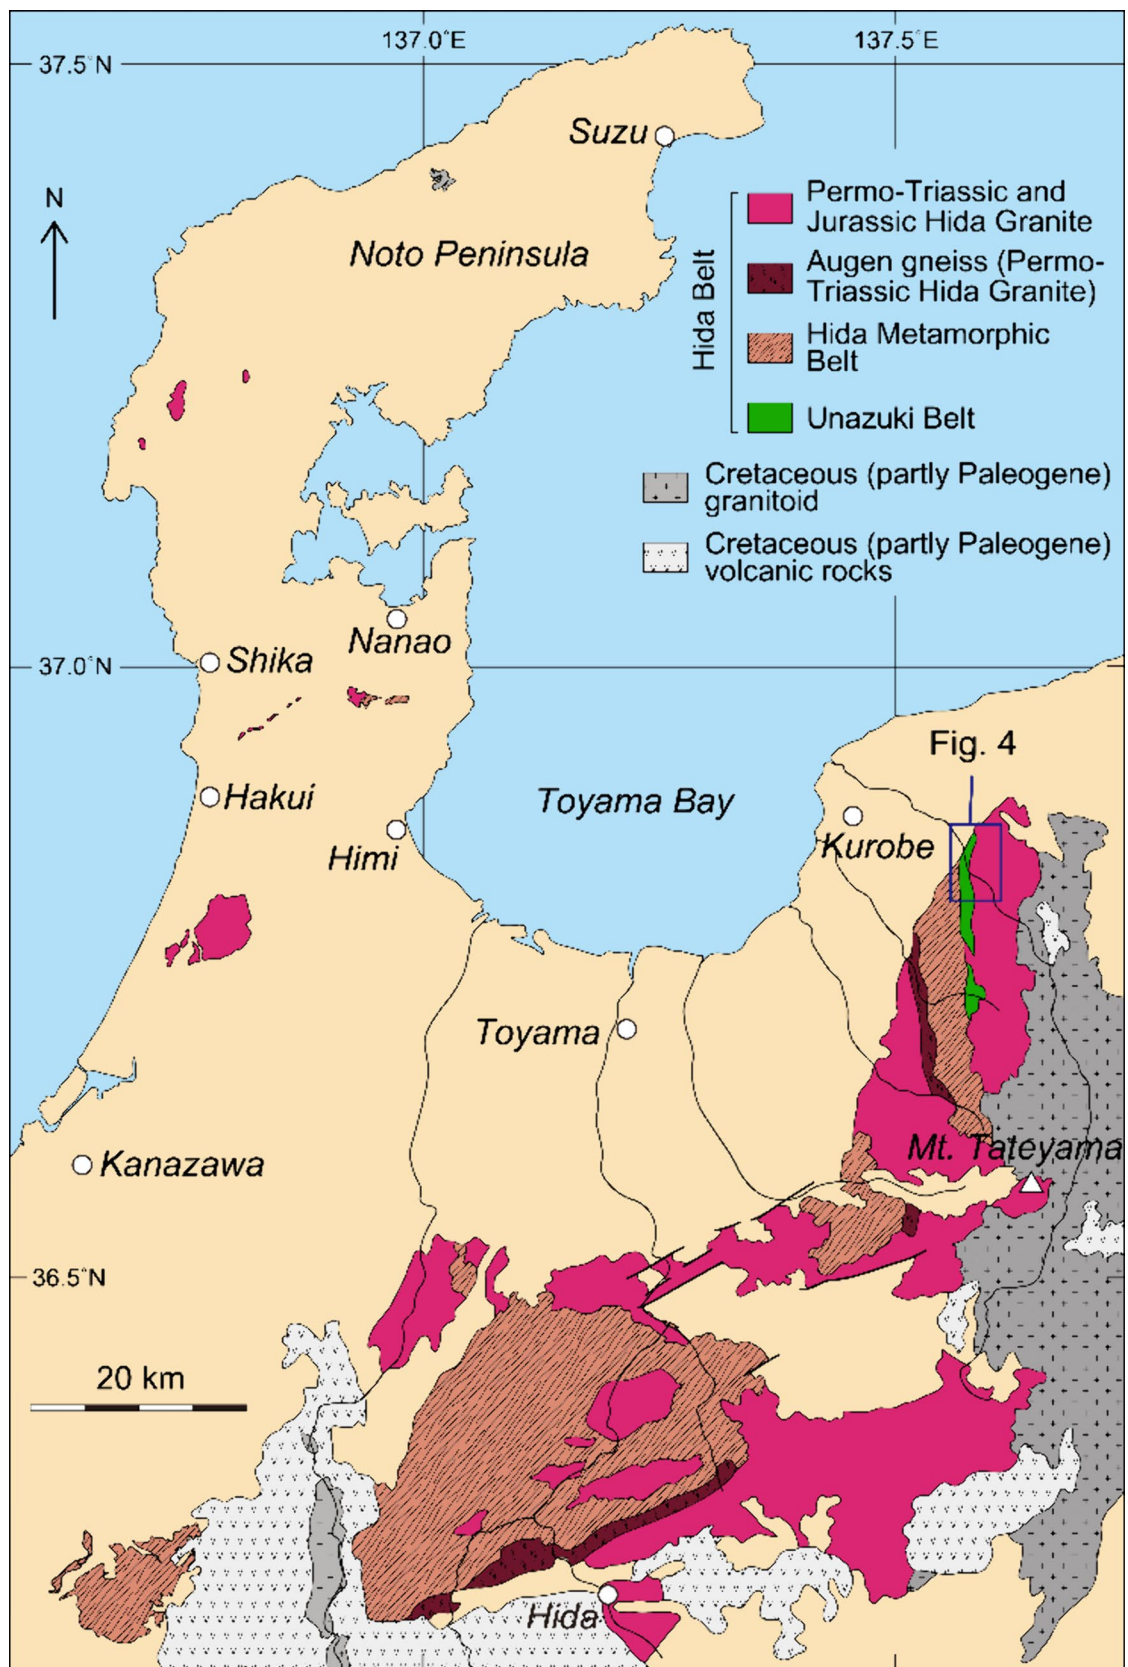 137.0°E
137.5°E
37.5°N
Suzu
N
Noto Peninsula
Hida Belt
Permo-Triassic and
Jurassic Hida Granite
Augen gneiss (Permo-
Triassic Hida Granite)
Hida Metamorphic
Belt
Unazuki Belt
Cretaceous (partly Paleogene)
granitoid
Cretaceous (partly Paleogene)
volcanic rocks
Nanao
37.0°N
Shika
Fig. 4
Hakui
Toyama Bay
Himi
Kurobe
Toyama
Kanazawa
Mt. Tateyama
36.5°N
20 km
Hida